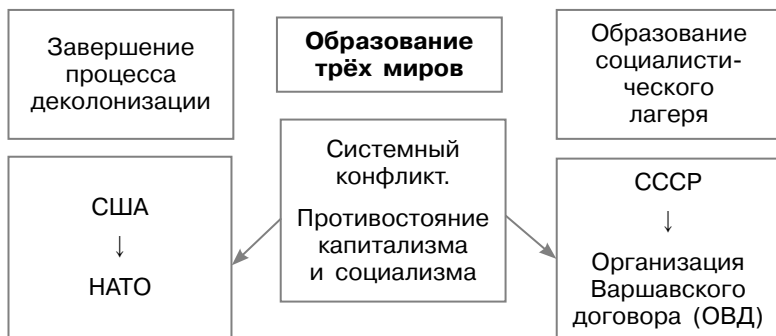 Завершение
процесса
деколонизации
Образование
трёх миров
Образование
социалисти-
ческого
лагеря
США
↓
НАТО
Системный
конфликт.
Противостояние
капитализма
и социализма
СССР
↓
Организация
Варшавского
договора (ОВД)